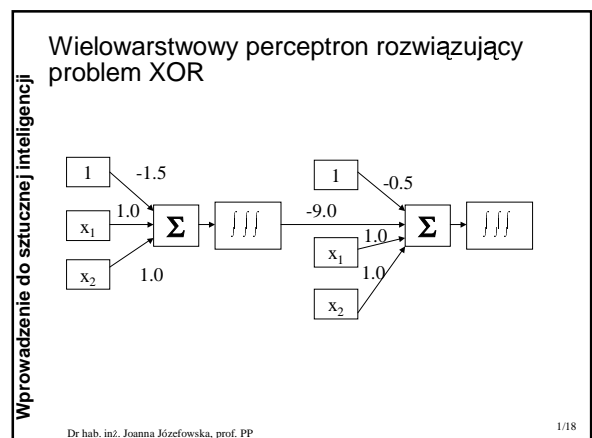 Wielowarstwowy perceptron rozwiązujący
problem XOR
Wprowadzenie do sztucznej inteligencji
1
-1.5
x₁
1.0
x₂
1.0
Σ
∫∫∫
-9.0
1
-0.5
x₁
1.0
x₂
1.0
Σ
∫∫∫
Dr hab. inż. Joanna Józefowska, prof. PP
1/18